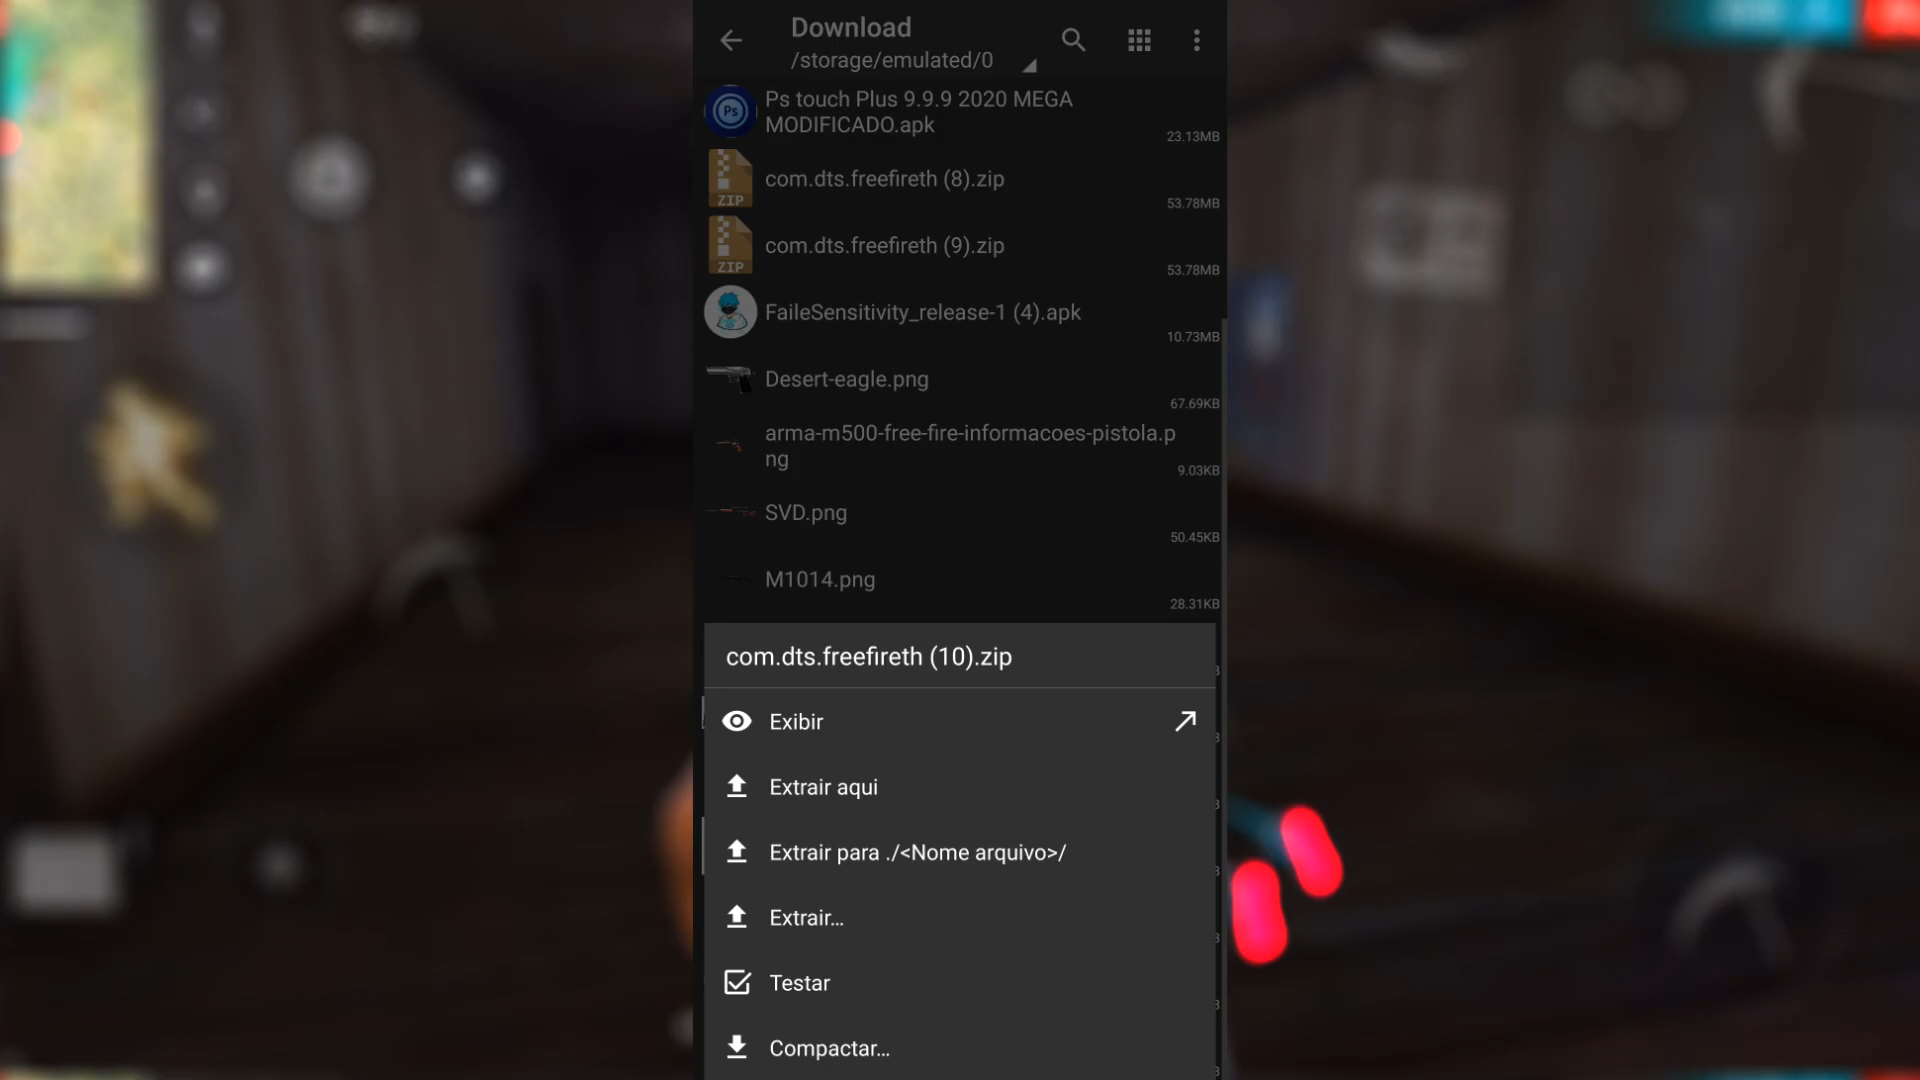 Download
/storage/emulated/0
Ps touch Plus 9.9.9 2020 MEGA
MODIFICADO.apk
23.13MB
com.dts.freefireth (8).zip
53.78MB
com.dts.freefireth (9).zip
53.78MB
FaileSensitivity_release-1 (4).apk
10.73MB
Desert-eagle.png
67.69KB
arma-m500-free-fire-informacoes-pistola.p
ng
9.03KB
SVD.png
50.45KB
M1014.png
28.31KB
com.dts.freefireth (10).zip
Exibir
Extrair aqui
Extrair para ./<Nome arquivo>/
Extrair...
Testar
Compactar...